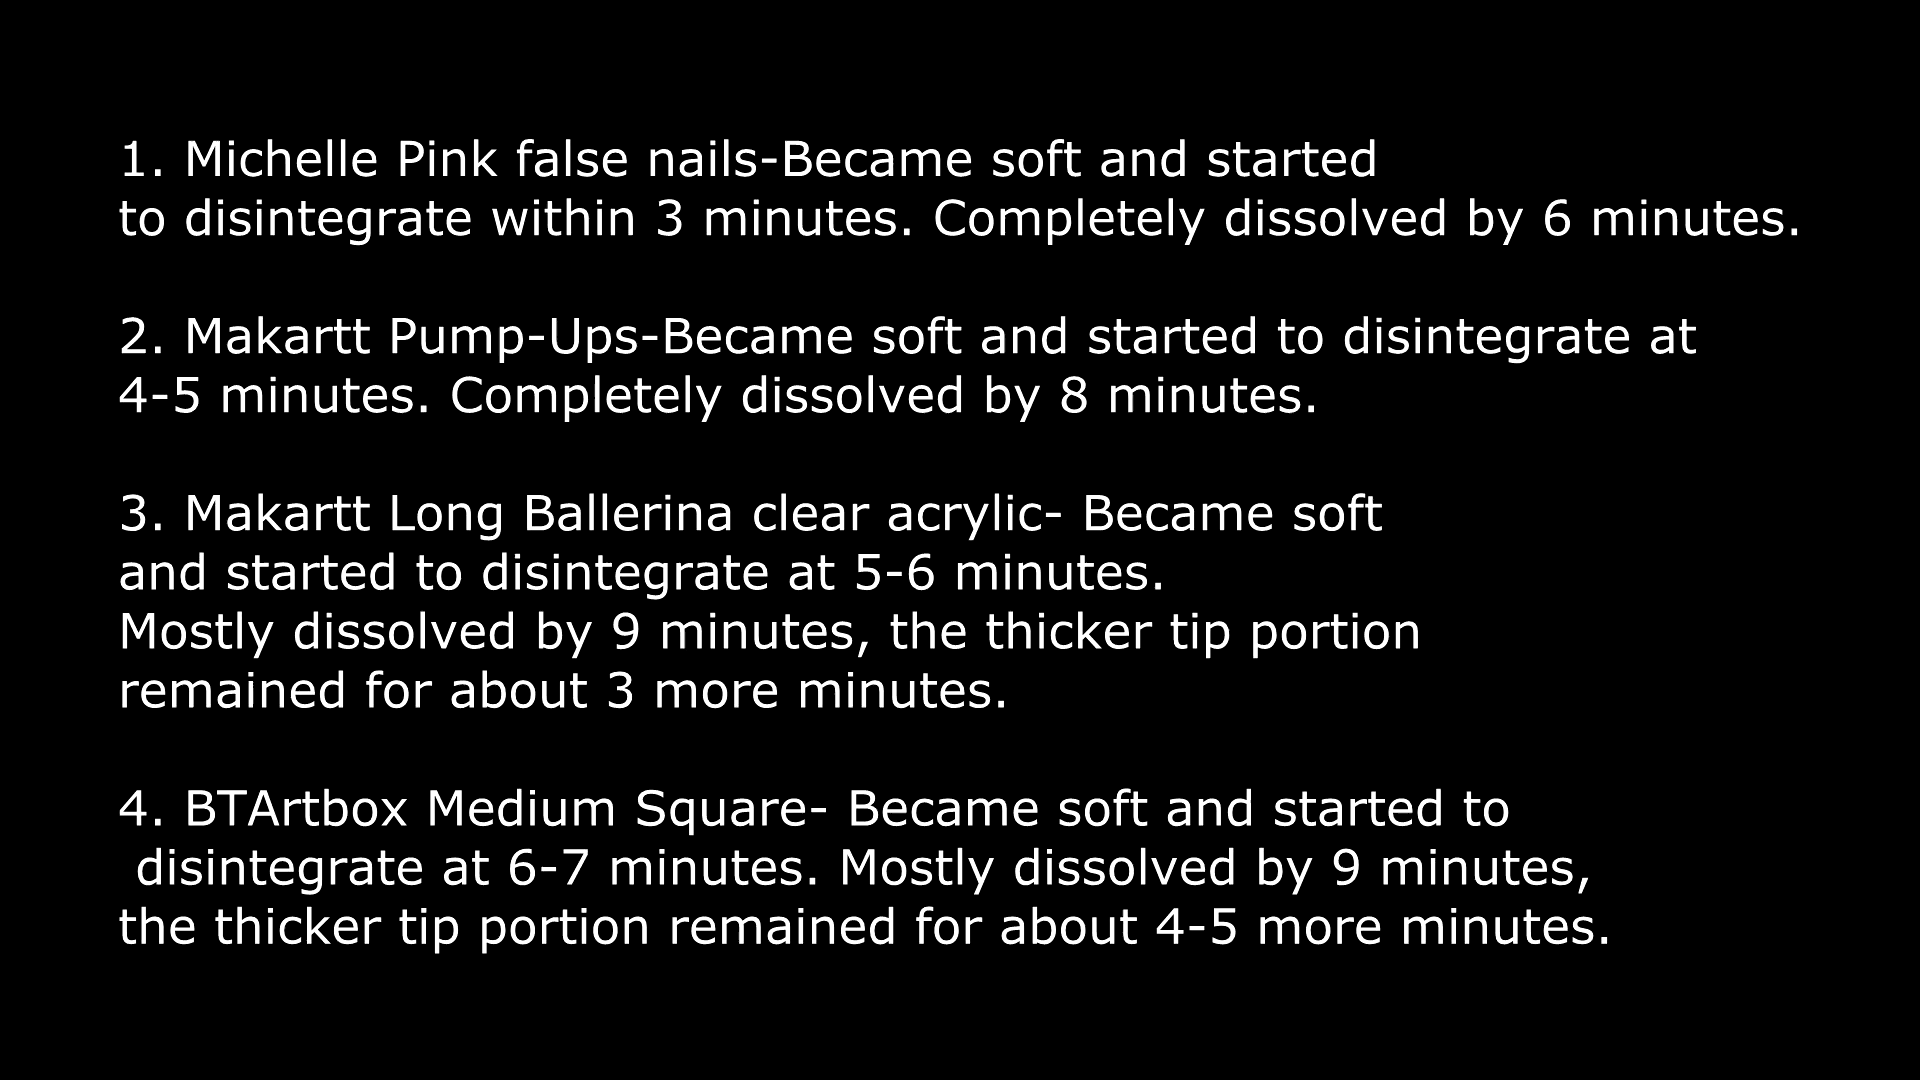 1. Michelle Pink false nails-Became soft and started
to disintegrate within 3 minutes. Completely dissolved by 6 minutes.
2. Makartt Pump-Ups-Became soft and started to disintegrate at
4-5 minutes. Completely dissolved by 8 minutes.
3. Makartt Long Ballerina clear acrylic- Became soft
and started to disintegrate at 5-6 minutes.
Mostly dissolved by 9 minutes, the thicker tip portion
remained for about 3 more minutes.
4. BTArtbox Medium Square- Became soft and started to
disintegrate at 6-7 minutes. Mostly dissolved by 9 minutes,
the thicker tip portion remained for about 4-5 more minutes.